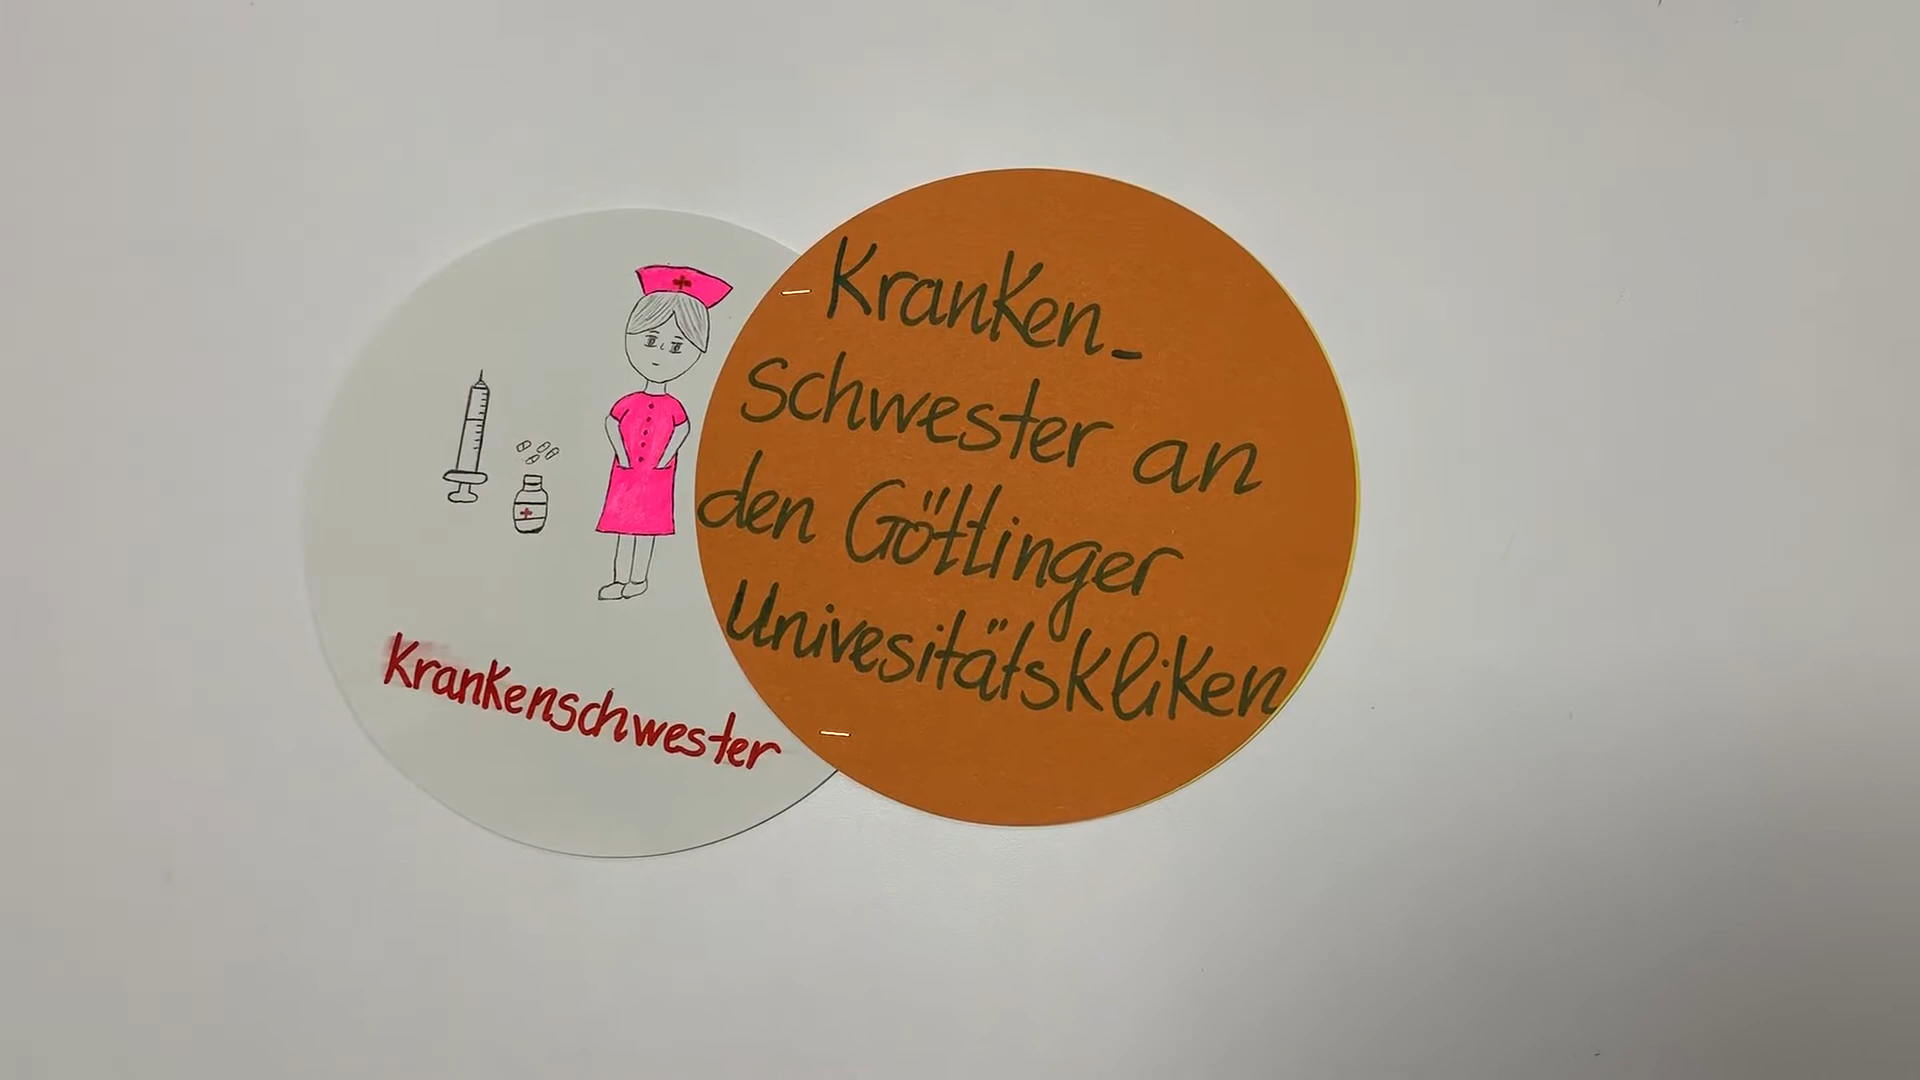 Krankenschwester
Kranken-
schwester an
den Göttinger
Univesitätskliken